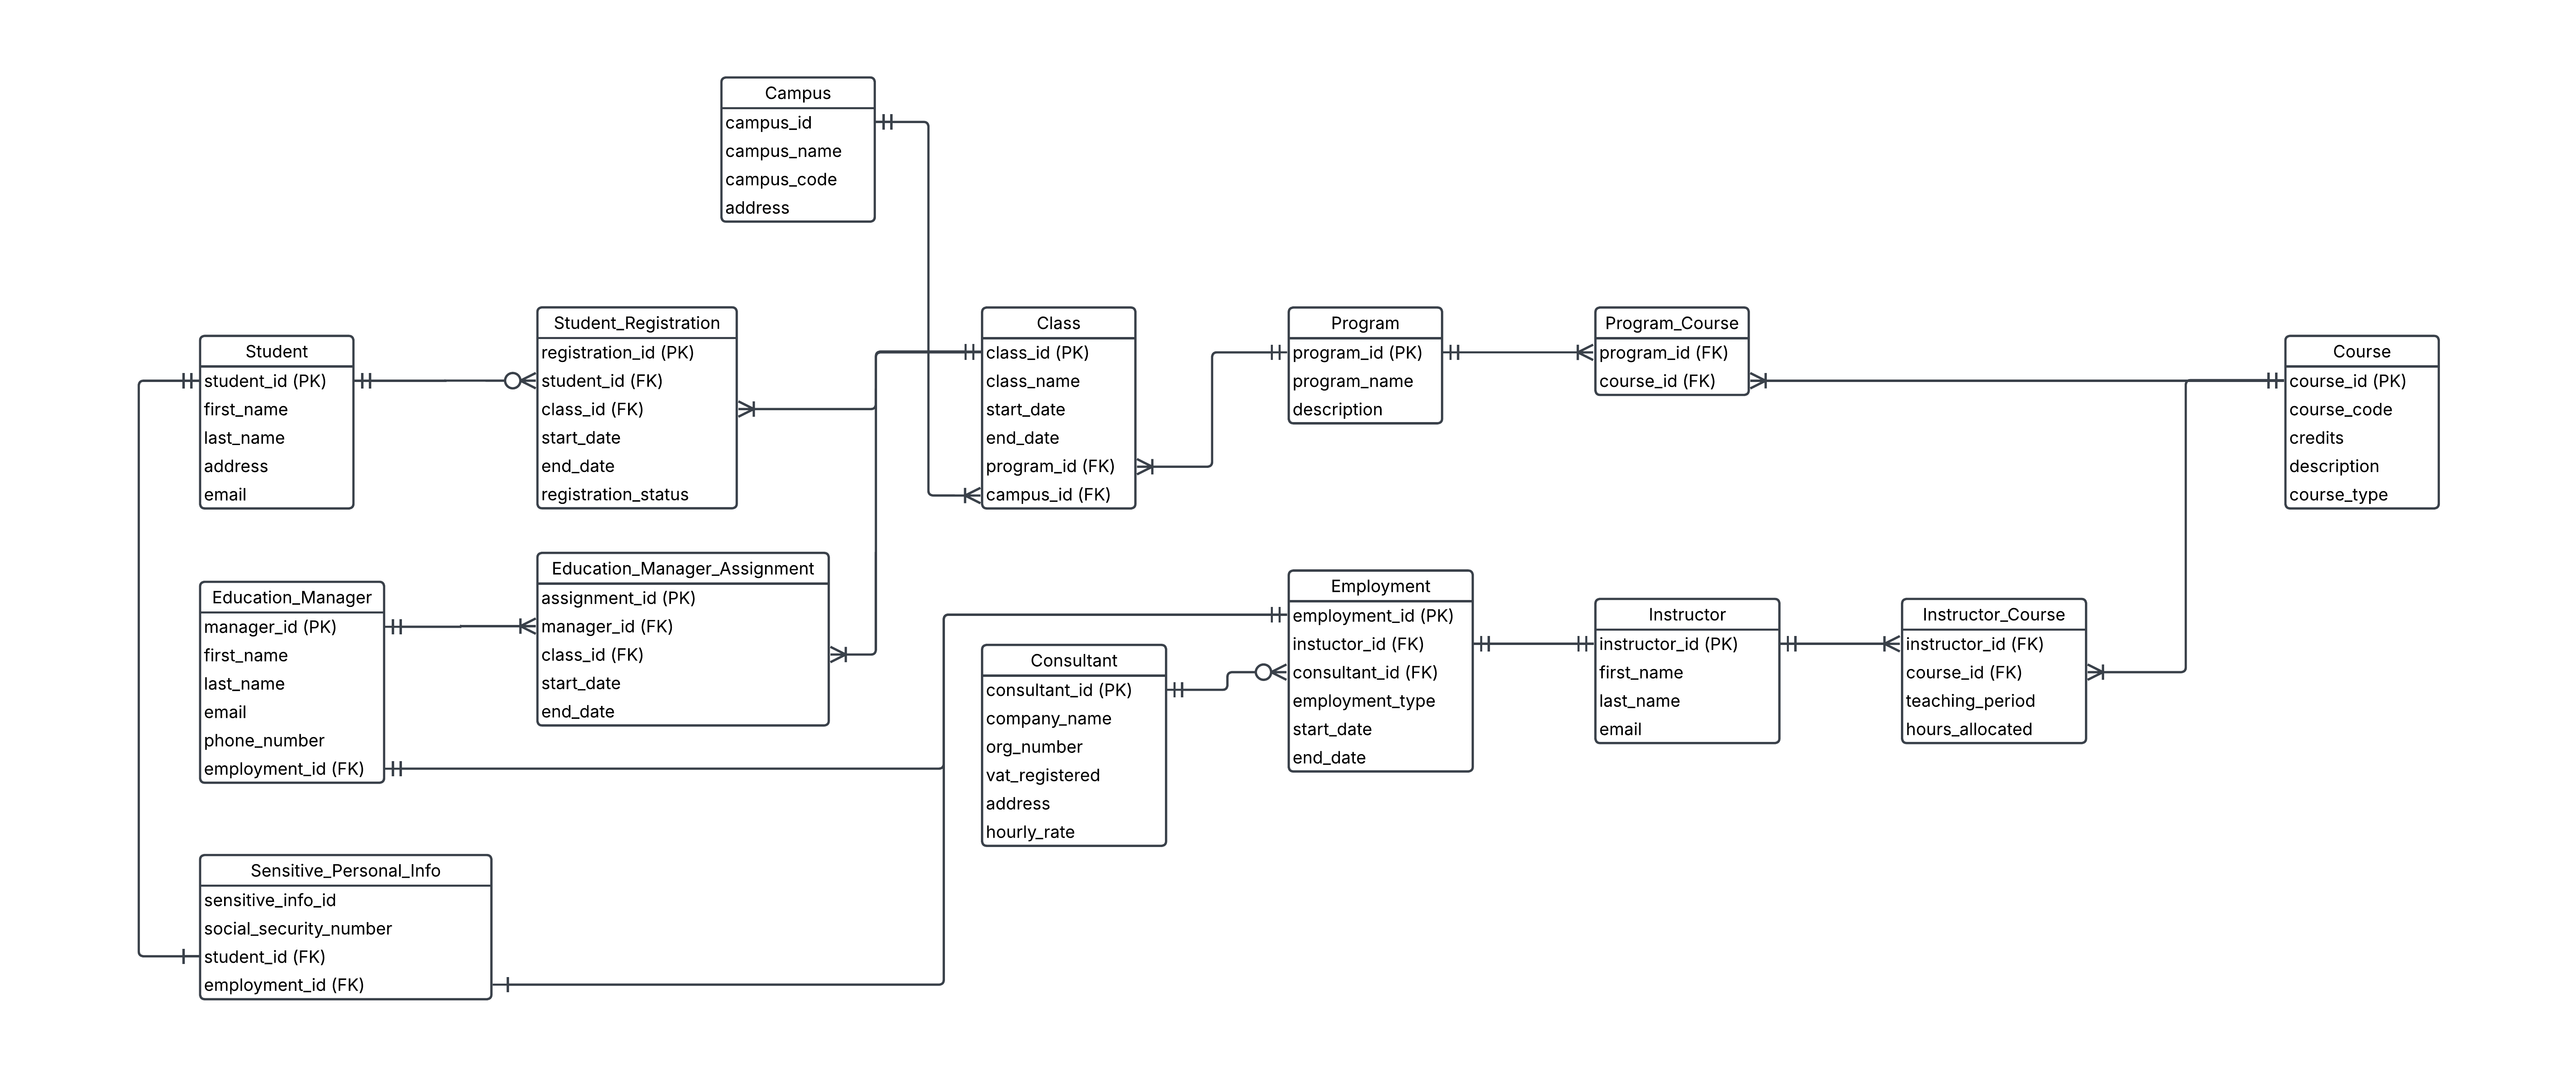 Campus
campus_id
campus_name
campus_code
address
Student
student_id (PK)
first_name
last_name
address
email
Student_Registration
registration_id (PK)
student_id (FK)
class_id (FK)
start_date
end_date
registration_status
Class
class_id (PK)
class_name
start_date
end_date
program_id (FK)
campus_id (FK)
Program
program_id (PK)
program_name
description
Program_Course
program_id (FK)
course_id (FK)
Course
course_id (PK)
course_code
credits
description
course_type
Education_Manager
manager_id (PK)
first_name
last_name
email
phone_number
employment_id (FK)
Education_Manager_Assignment
assignment_id (PK)
manager_id (FK)
class_id (FK)
start_date
end_date
Consultant
consultant_id (PK)
company_name
org_number
vat_registered
address
hourly_rate
Employment
employment_id (PK)
instuctor_id (FK)
consultant_id (FK)
employment_type
start_date
end_date
Instructor
instructor_id (PK)
first_name
last_name
email
Instructor_Course
instructor_id (FK)
course_id (FK)
teaching_period
hours_allocated
Sensitive_Personal_Info
sensitive_info_id
social_security_number
student_id (FK)
employment_id (FK)